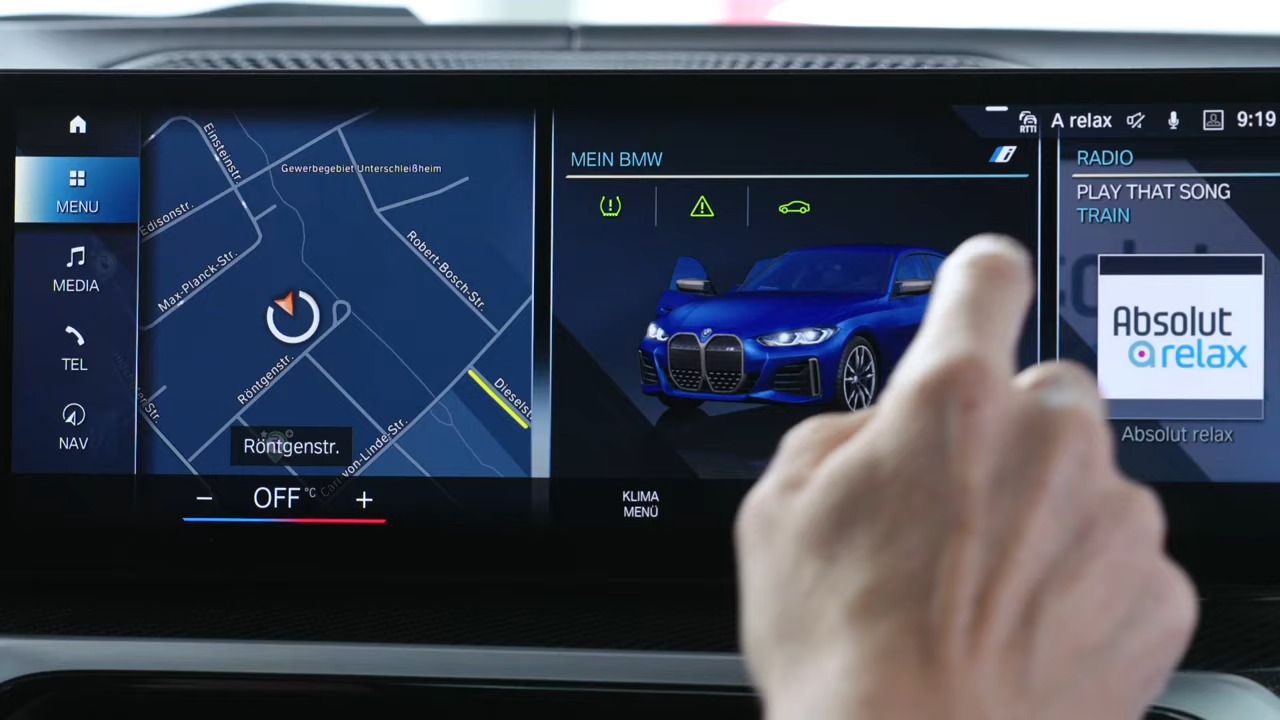 MENU
MEDIA
TEL
NAV
Einsteinstr.
Gewerbegebiet Unterschleißheim
Edisonstr.
Max-Planck-Str.
Robert-Bosch-Str.
Röntgenstr.
Carl-von-Linde-Str.
Röntgenstr.
− OFF °C +
MEIN BMW
KLIMA
MENÜ
RTTI A relax 9:19
RADIO
PLAY THAT SONG
TRAIN
Absolut
relax
Absolut relax